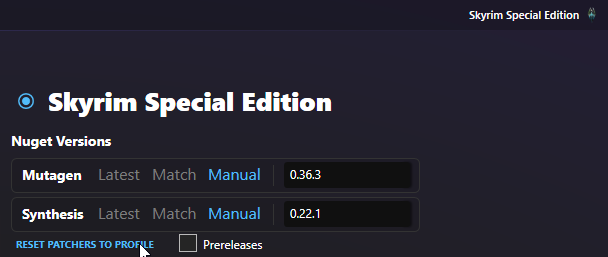 Skyrim Special Edition
Skyrim Special Edition
Nuget Versions
Mutagen Latest Match Manual 0.36.3
Synthesis Latest Match Manual 0.22.1
RESET PATCHERS TO PROFILE Prereleases